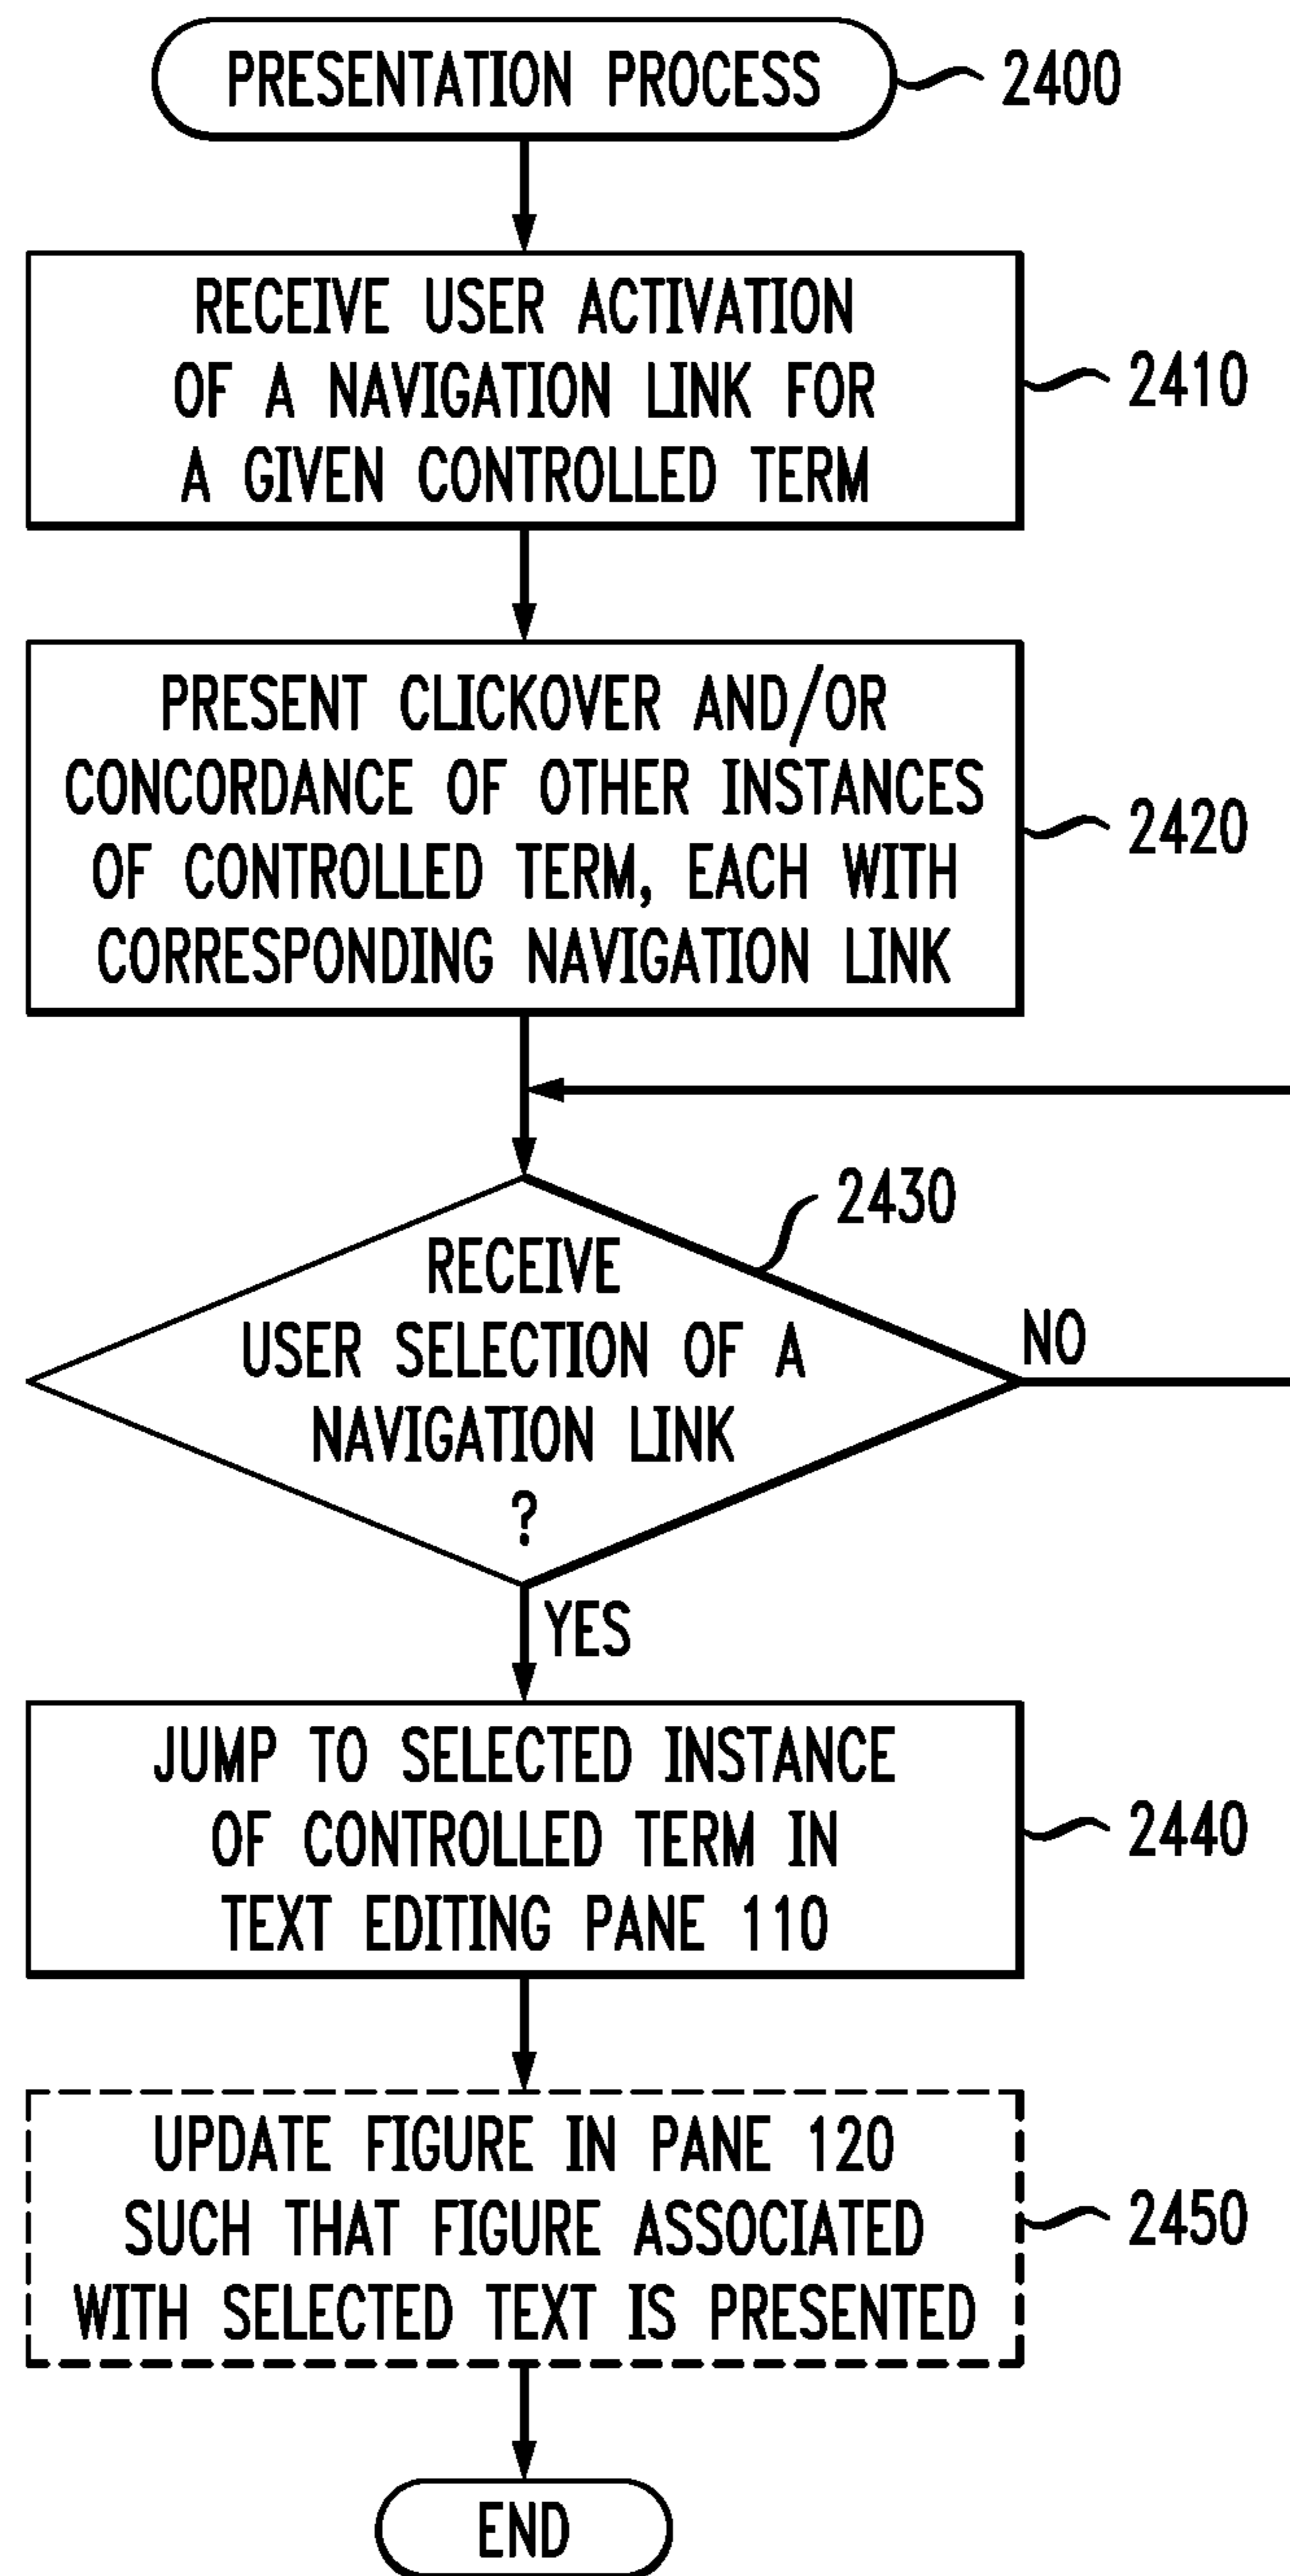 PRESENTATION PROCESS
2400
RECEIVE USER ACTIVATION
OF A NAVIGATION LINK FOR
A GIVEN CONTROLLED TERM
2410
PRESENT CLICKOVER AND/OR
CONCORDANCE OF OTHER INSTANCES
OF CONTROLLED TERM, EACH WITH
CORRESPONDING NAVIGATION LINK
2420
2430
RECEIVE
USER SELECTION OF A
NAVIGATION LINK
?
NO
YES
JUMP TO SELECTED INSTANCE
OF CONTROLLED TERM IN
TEXT EDITING PANE 110
2440
UPDATE FIGURE IN PANE 120
SUCH THAT FIGURE ASSOCIATED
WITH SELECTED TEXT IS PRESENTED
2450
END